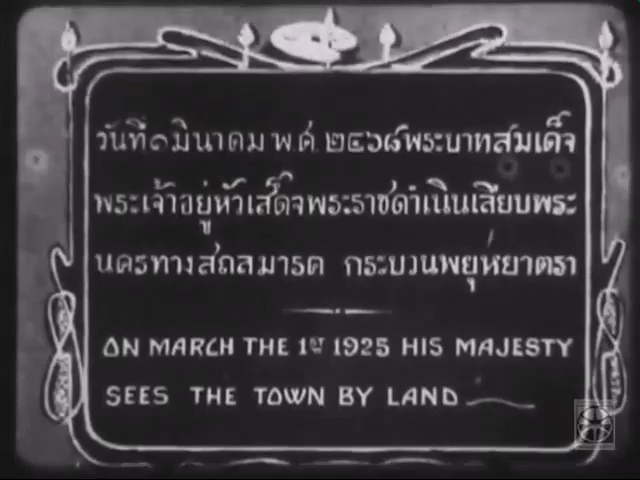 วันที่ ๑ มีนาคม พ.ศ. ๒๔๖๘ พระบาทสมเด็จ
พระเจ้าอยู่หัวเสด็จพระราชดำเนินเลียบพระ
นครทางสถลมารค กระบวนพยุห่ยาตรา
ON MARCH THE 1ST 1925 HIS MAJESTY
SEES THE TOWN BY LAND